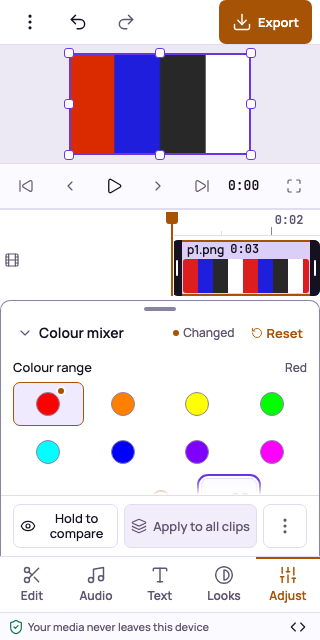 Export
0:00
0:02
p1.png 0:03
Colour mixer
Changed
Reset
Colour range
Red
Hold to
compare
Apply to all clips
Edit
Audio
Text
Looks
Adjust
Your media never leaves this device